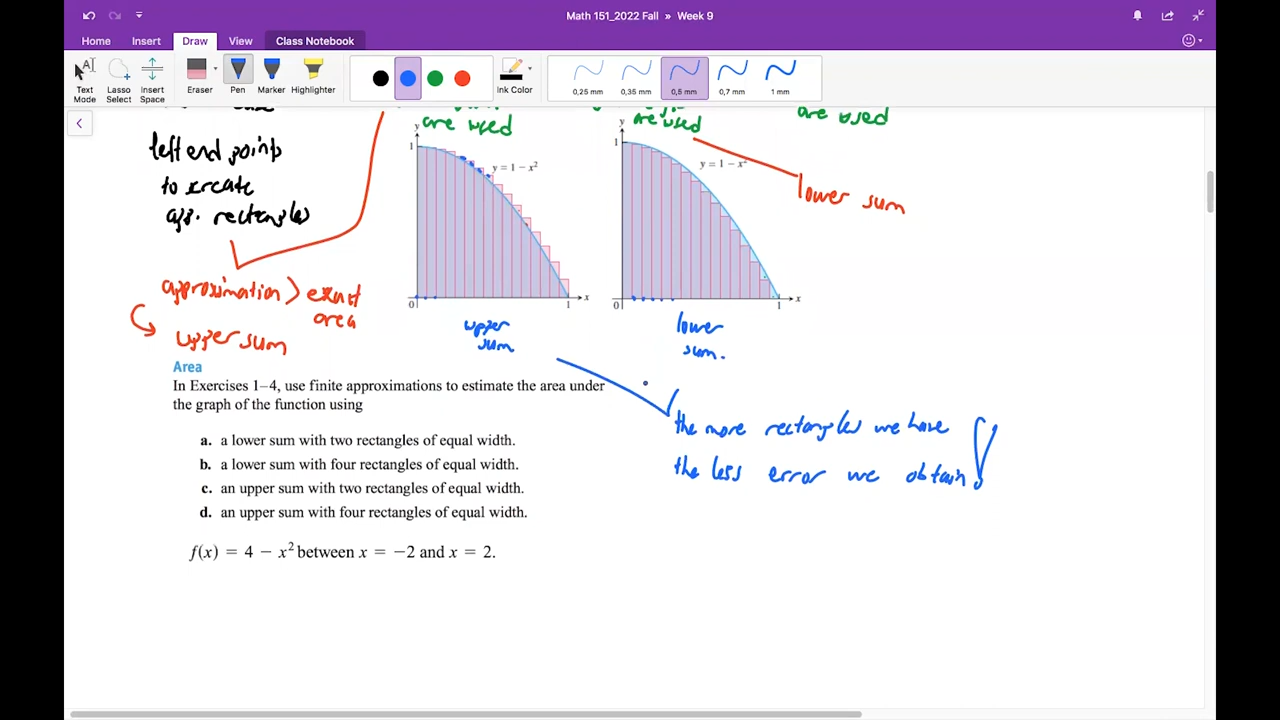 Math 151_2022 Fall » Week 9
Home Insert Draw View Class Notebook
Text Mode
Lasso Select
Insert Space
Eraser
Pen
Marker
Highlighter
Ink Color
0,25 mm
0,35 mm
0,5 mm
0,7 mm
1 mm
are used
are used
are used
left end points
to create
app. rectangles
approximation > exact
area
upper sum
y
1
y = 1 − x²
0
1
x
upper
sum
y
1
y = 1 − x²
0
1
x
lower
sum.
lower sum
Area
In Exercises 1–4, use finite approximations to estimate the area under
the graph of the function using
a. a lower sum with two rectangles of equal width.
b. a lower sum with four rectangles of equal width.
c. an upper sum with two rectangles of equal width.
d. an upper sum with four rectangles of equal width.
f(x) = 4 − x² between x = −2 and x = 2.
the more rectangles we have
the less error we obtain!